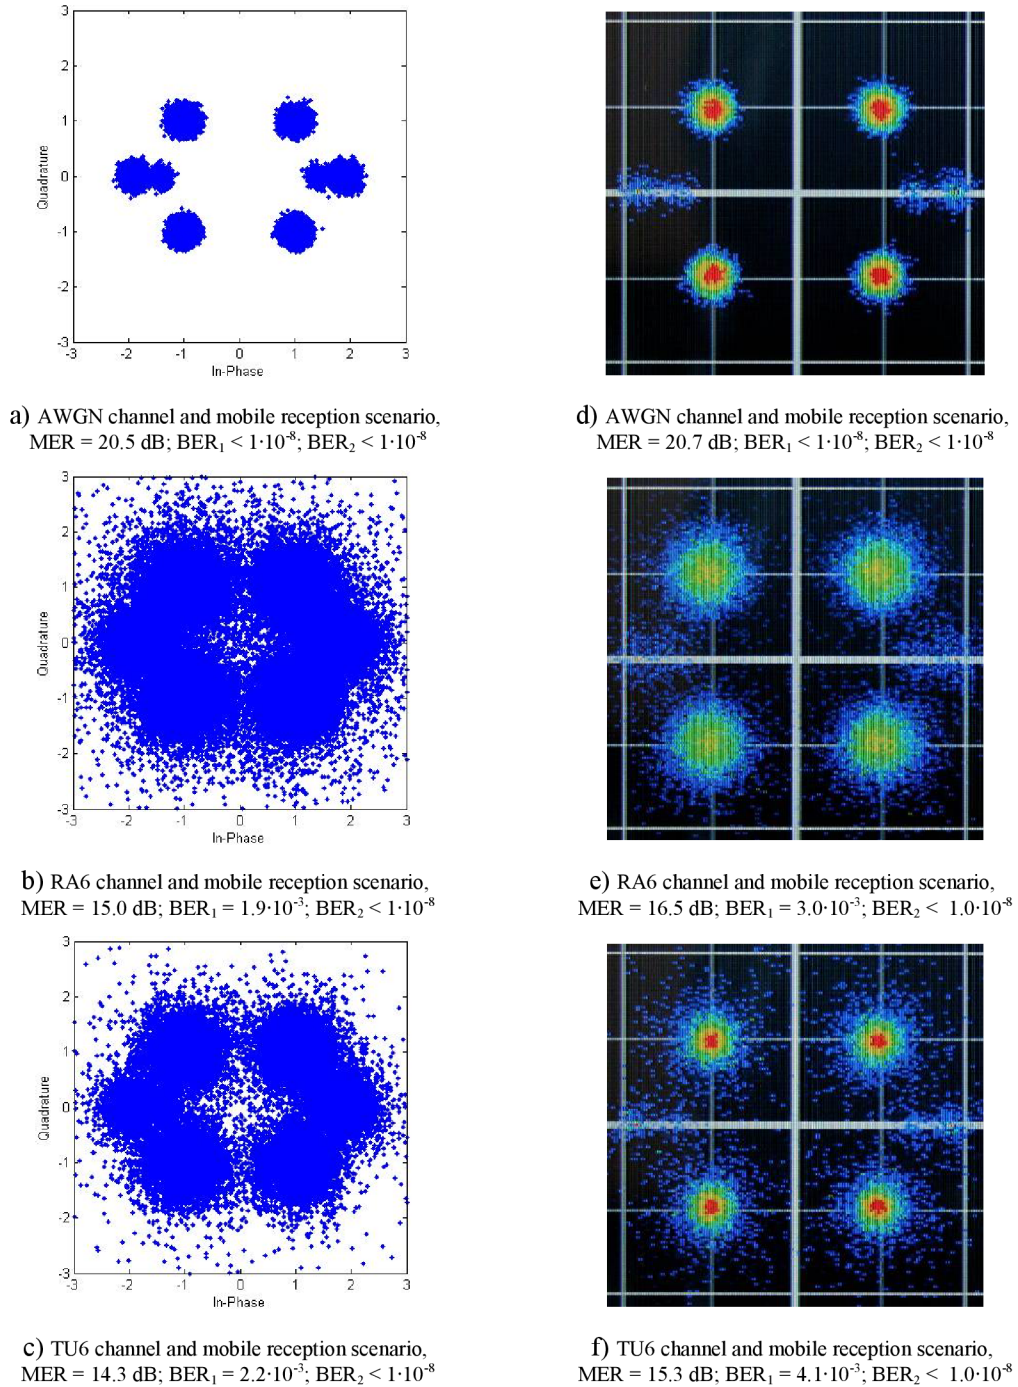 3
2
1
0
-1
-2
-3
Quadrature
-3 -2 -1 0 1 2 3
In-Phase
a) AWGN channel and mobile reception scenario,
MER = 20.5 dB; BER₁ < 1·10⁻⁸; BER₂ < 1·10⁻⁸
d) AWGN channel and mobile reception scenario,
MER = 20.7 dB; BER₁ < 1·10⁻⁸; BER₂ < 1·10⁻⁸
3
2
1
0
-1
-2
-3
Quadrature
-3 -2 -1 0 1 2 3
In-Phase
b) RA6 channel and mobile reception scenario,
MER = 15.0 dB; BER₁ = 1.9·10⁻³; BER₂ < 1·10⁻⁸
e) RA6 channel and mobile reception scenario,
MER = 16.5 dB; BER₁ = 3.0·10⁻³; BER₂ < 1.0·10⁻⁸
3
2
1
0
-1
-2
-3
Quadrature
-3 -2 -1 0 1 2 3
In-Phase
c) TU6 channel and mobile reception scenario,
MER = 14.3 dB; BER₁ = 2.2·10⁻³; BER₂ < 1·10⁻⁸
f) TU6 channel and mobile reception scenario,
MER = 15.3 dB; BER₁ = 4.1·10⁻³; BER₂ < 1.0·10⁻⁸